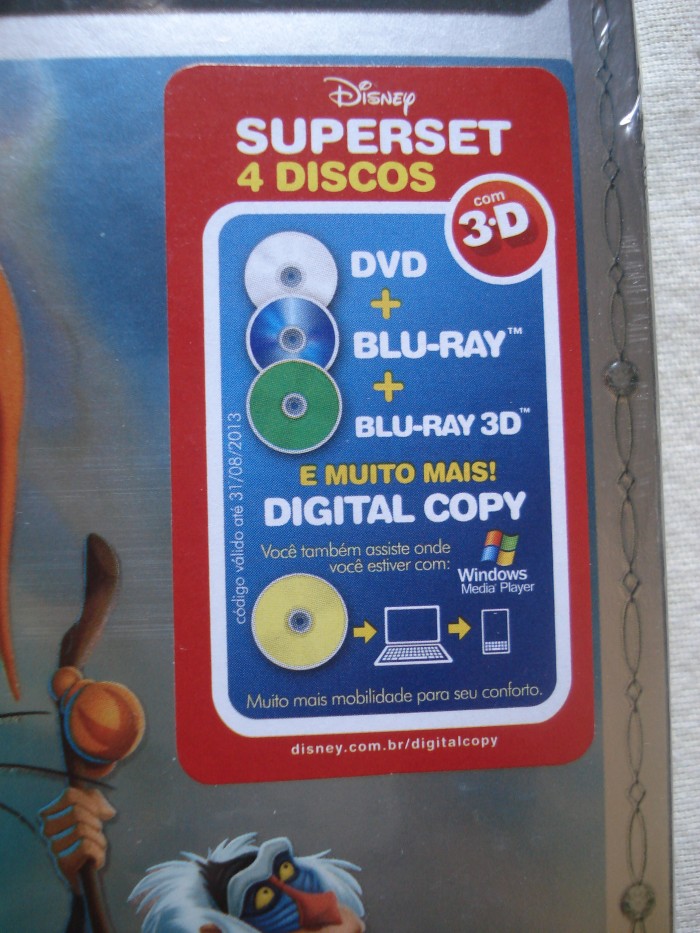 Disney
SUPERSET
4 DISCOS
com
3·D
DVD
+
BLU-RAY™
+
BLU-RAY 3D™
código válido até 31/08/2013
E MUITO MAIS!
DIGITAL COPY
Você também assiste onde
você estiver com:
Windows
Media Player
Muito mais mobilidade para seu conforto.
disney.com.br/digitalcopy